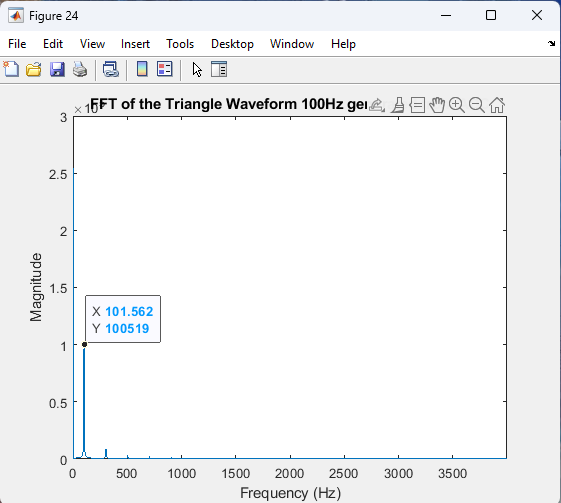 Figure 24
File Edit View Insert Tools Desktop Window Help
FFT of the Triangle Waveform 100Hz
3
2.5
2
1.5
1
0.5
0
Magnitude
X 101.562
Y 100519
0 500 1000 1500 2000 2500 3000 3500
Frequency (Hz)